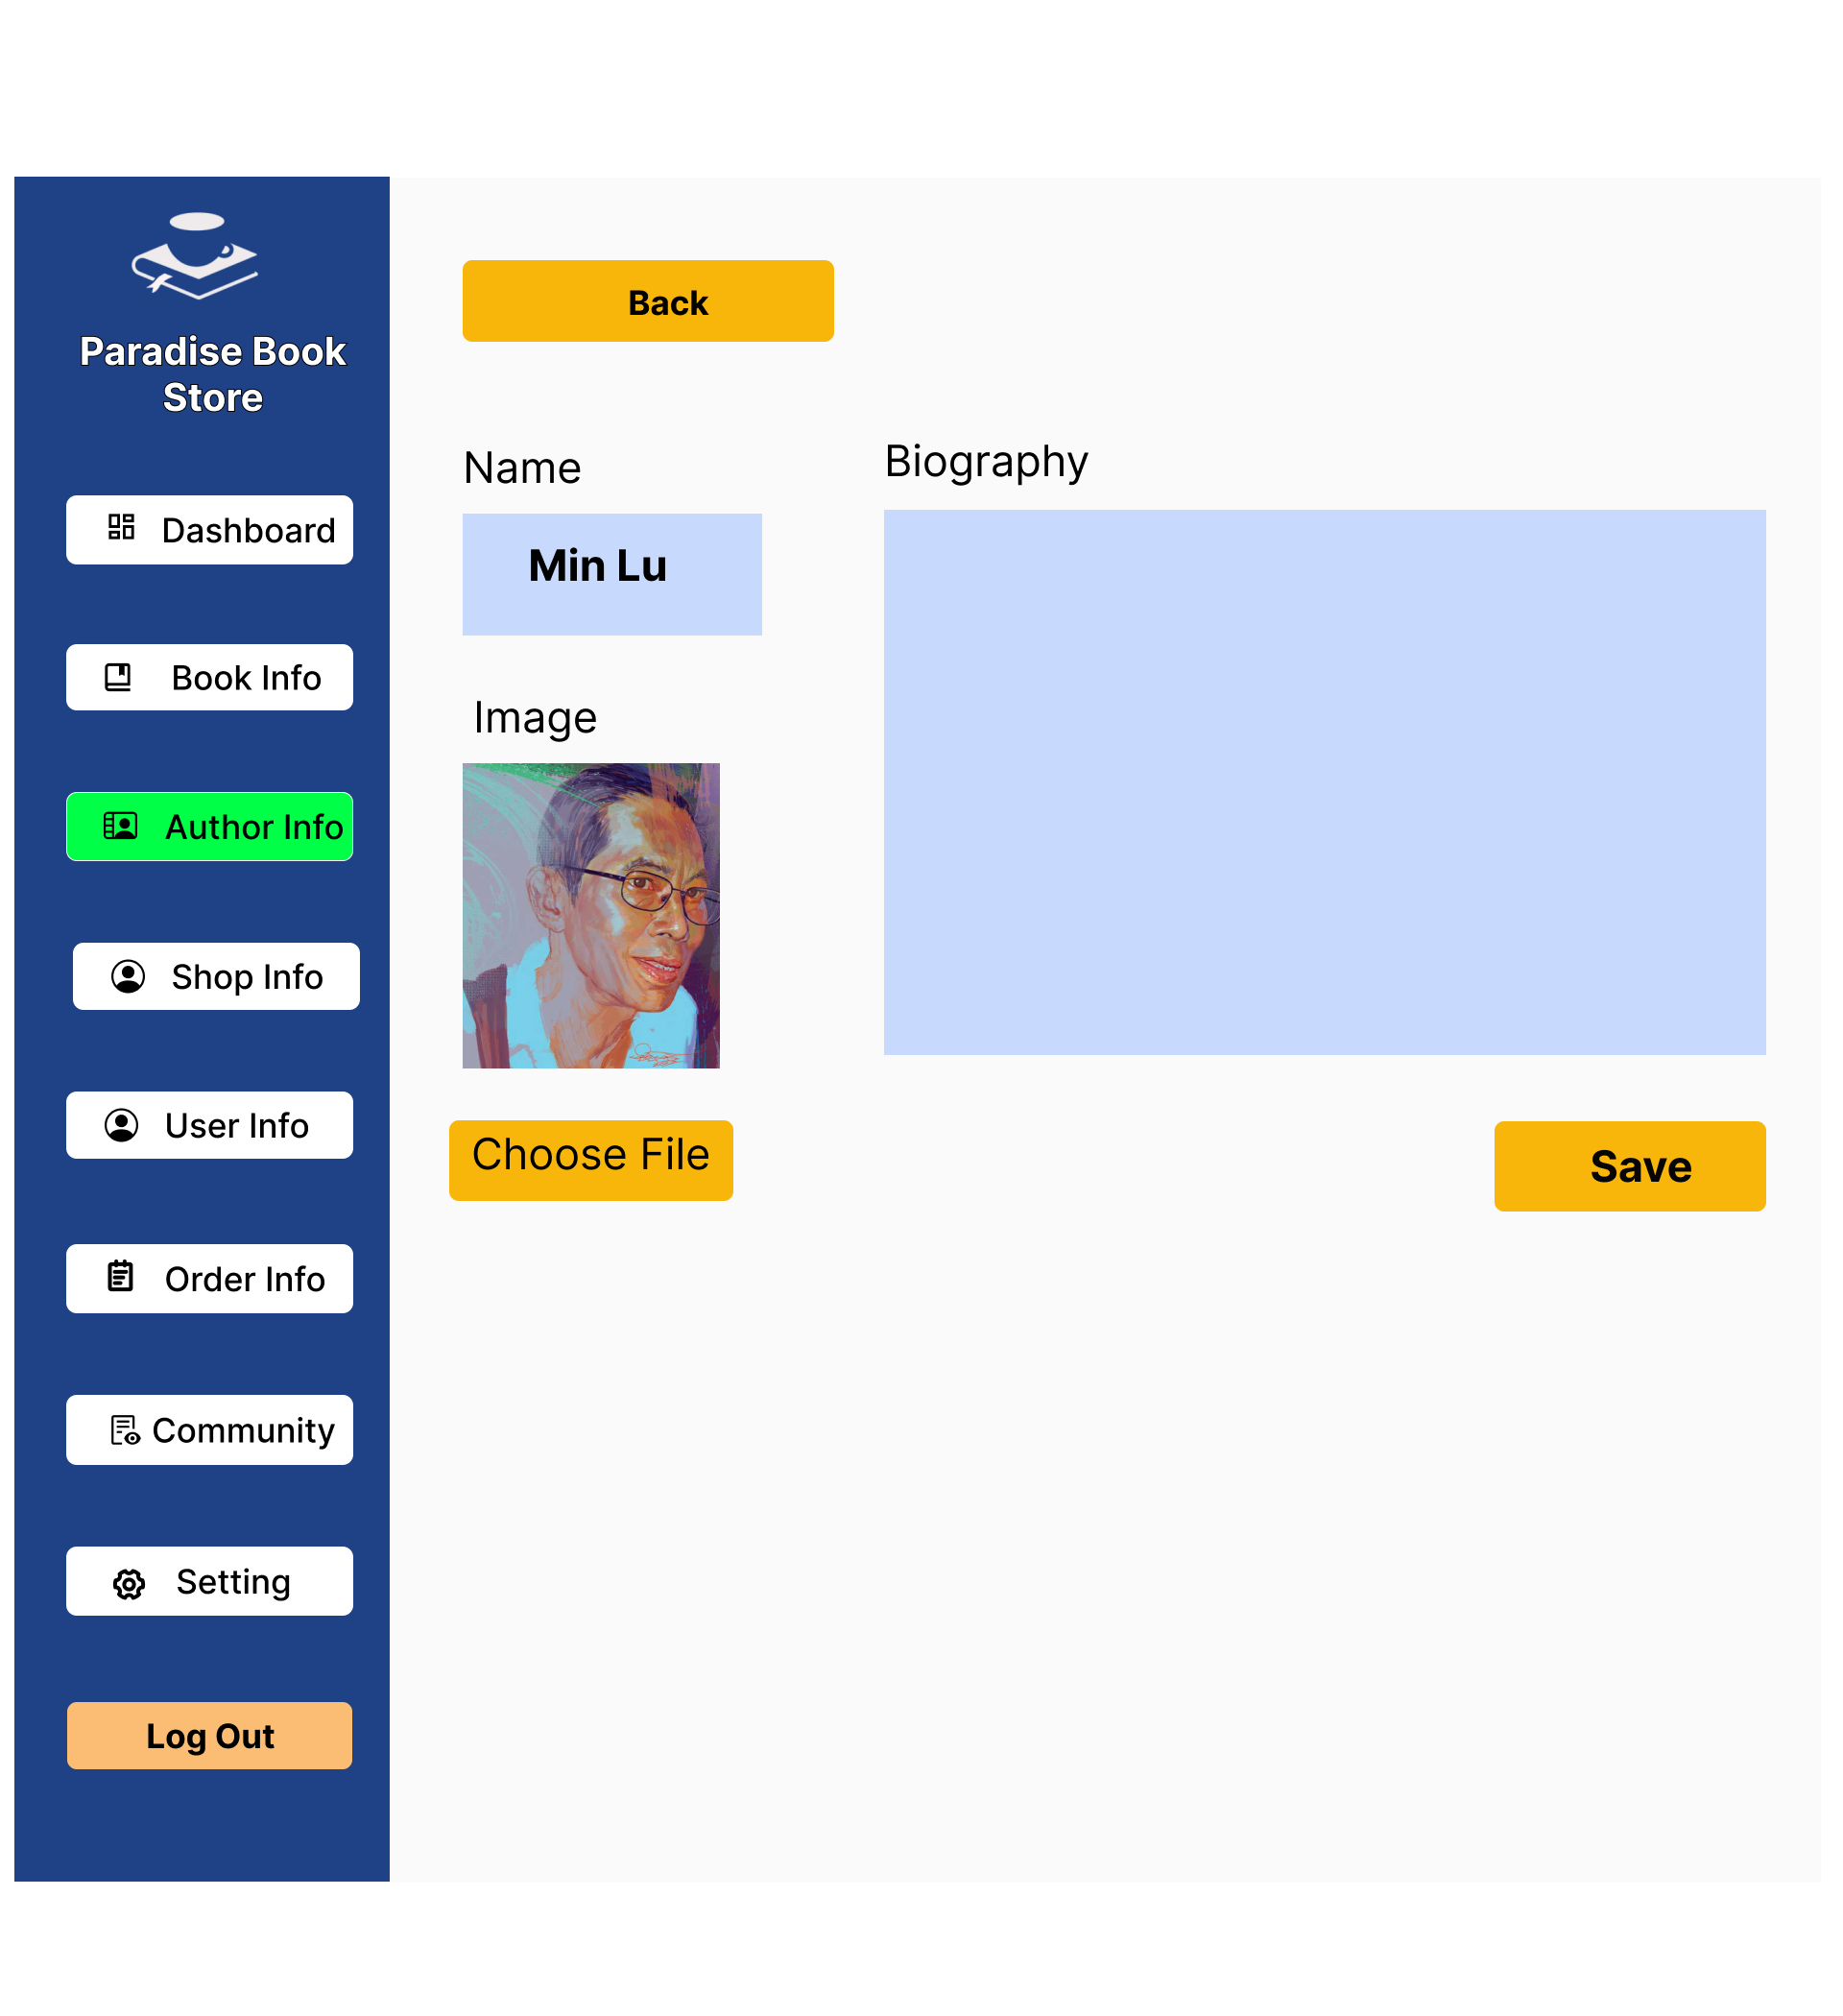 Paradise Book
Store
Dashboard
Book Info
Author Info
Shop Info
User Info
Order Info
Community
Setting
Log Out
Back
Name
Min Lu
Image
Choose File
Biography
Save